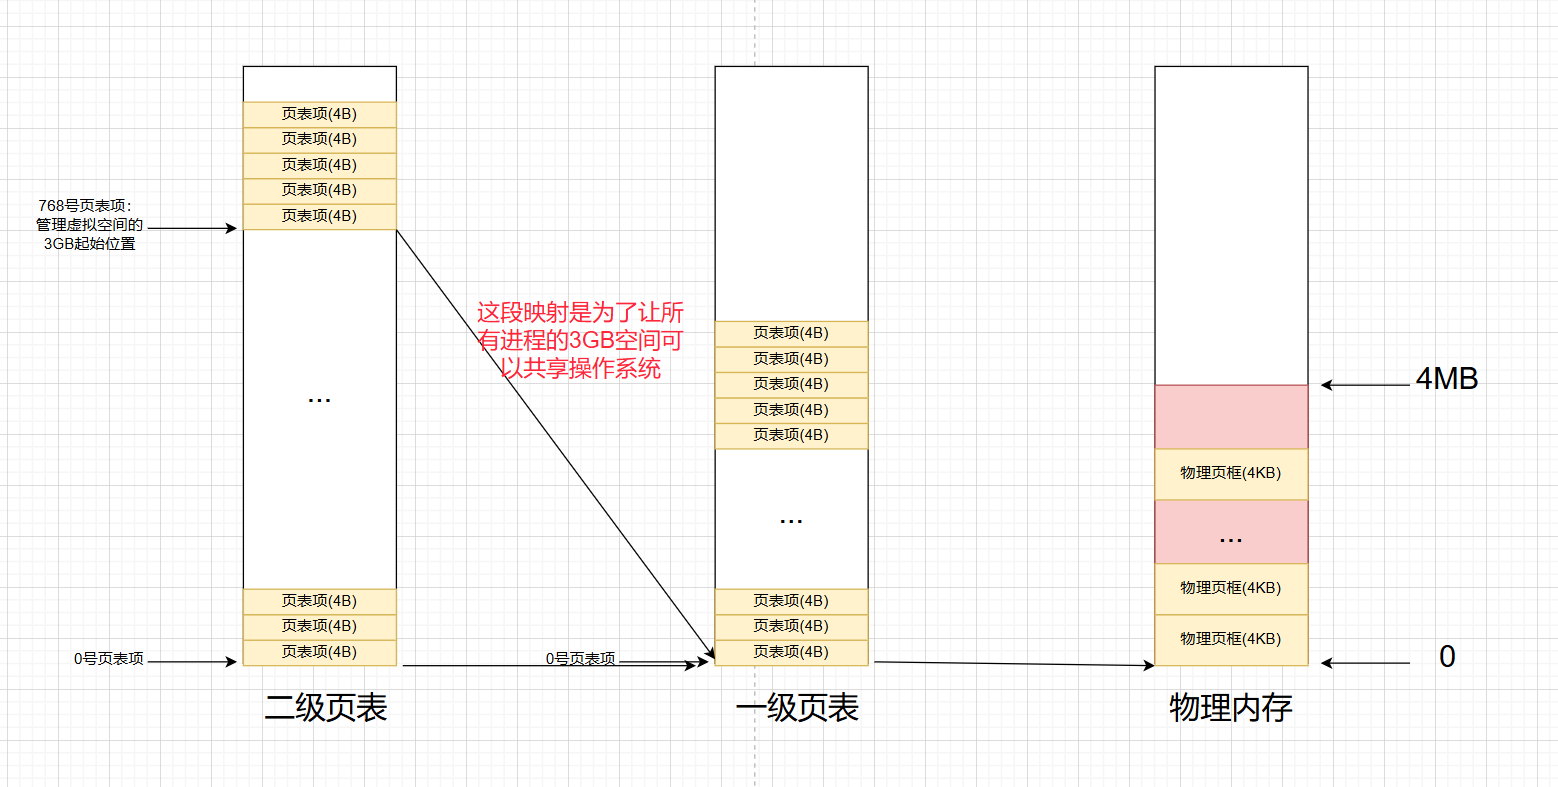 页表项(4B)
页表项(4B)
页表项(4B)
页表项(4B)
页表项(4B)
768号页表项：
管理虚拟空间的
3GB起始位置
...
页表项(4B)
页表项(4B)
页表项(4B)
0号页表项
二级页表
这段映射是为了让所
有进程的3GB空间可
以共享操作系统
页表项(4B)
页表项(4B)
页表项(4B)
页表项(4B)
页表项(4B)
...
页表项(4B)
页表项(4B)
页表项(4B)
0号页表项
一级页表
4MB
物理页框(4KB)
...
物理页框(4KB)
物理页框(4KB)
0
物理内存